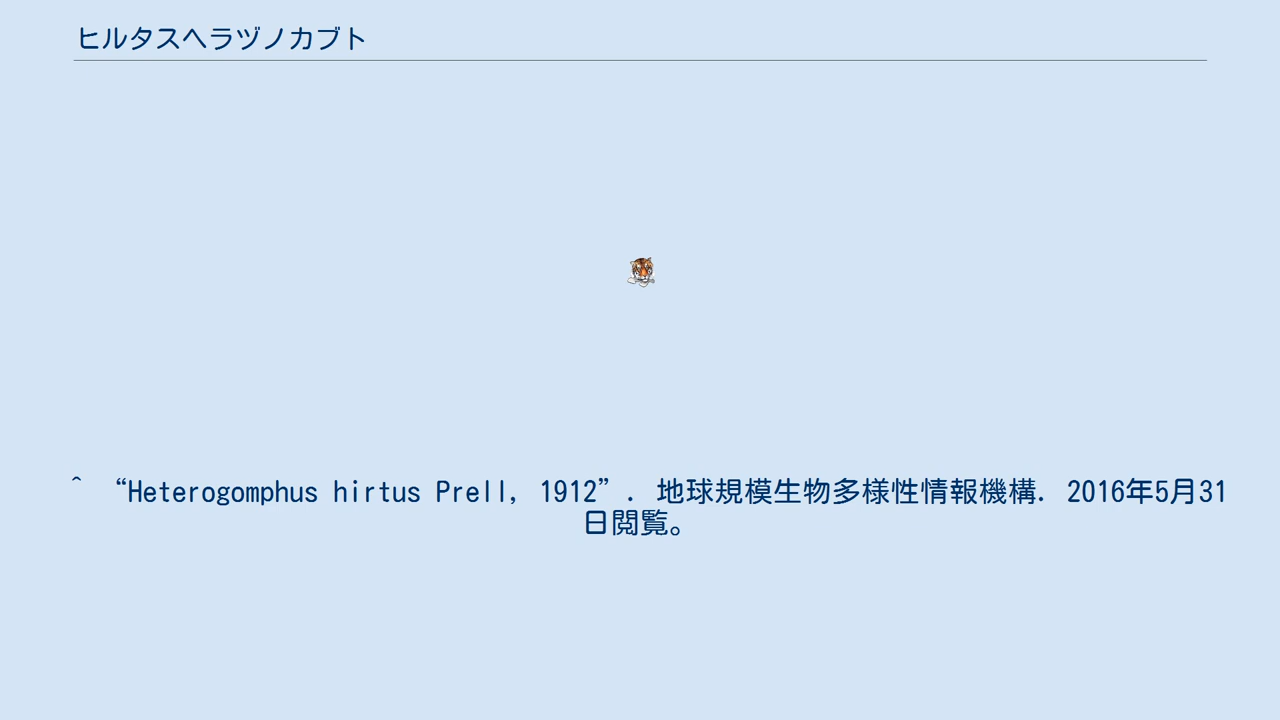 ヒルタスヘラヅノカブト
^ “Heterogomphus hirtus Prell, 1912”. 地球規模生物多様性情報機構. 2016年5月31
日閲覧。